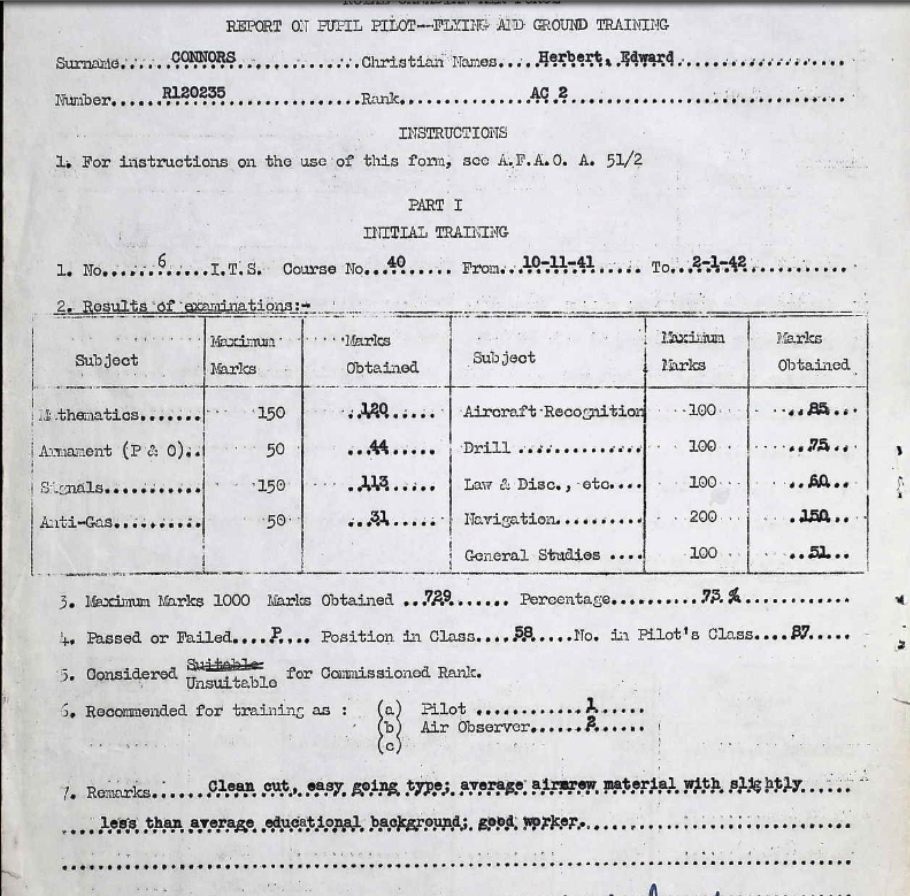 REPORT ON PUPIL PILOT--FLYING AND GROUND TRAINING
Surname......CONNORS..................Christian Names....Herbert, Edward......................
Number.......R120235..................Rank.................AC 2...............................
INSTRUCTIONS
1. For instructions on the use of this form, see A.F.A.O. A. 51/2
PART I
INITIAL TRAINING
1. No.......6.....I.T.S. Course No...40...... From...10-11-41...... To...2-1-42............
2. Results of examinations:-
Subject Maximum Marks Marks Obtained Subject Maximum Marks Marks Obtained
Mathematics....... 150 ..120...... Aircraft Recognition 100 ..85...
Armament (P & O).. 50 ..44...... Drill .............. 100 ..75...
Signals........... 150 ..113...... Law & Disc., etc.... 100 ..60...
Anti-Gas.......... 50 ..31...... Navigation.......... 200 .150..
General Studies .... 100 ..51...
3. Maximum Marks 1000 Marks Obtained ..729....... Percentage..........73 %............
4. Passed or Failed....P.... Position in Class....58.....No. in Pilot's Class....87.....
5. Considered Suitable
Unsuitable for Commissioned Rank.
6. Recommended for training as : (a) Pilot ............1......
(b) Air Observer.......2......
(c)
7. Remarks......Clean cut, easy going type; average airmrew material with slightly.....
....less than average educational background; good worker...............................